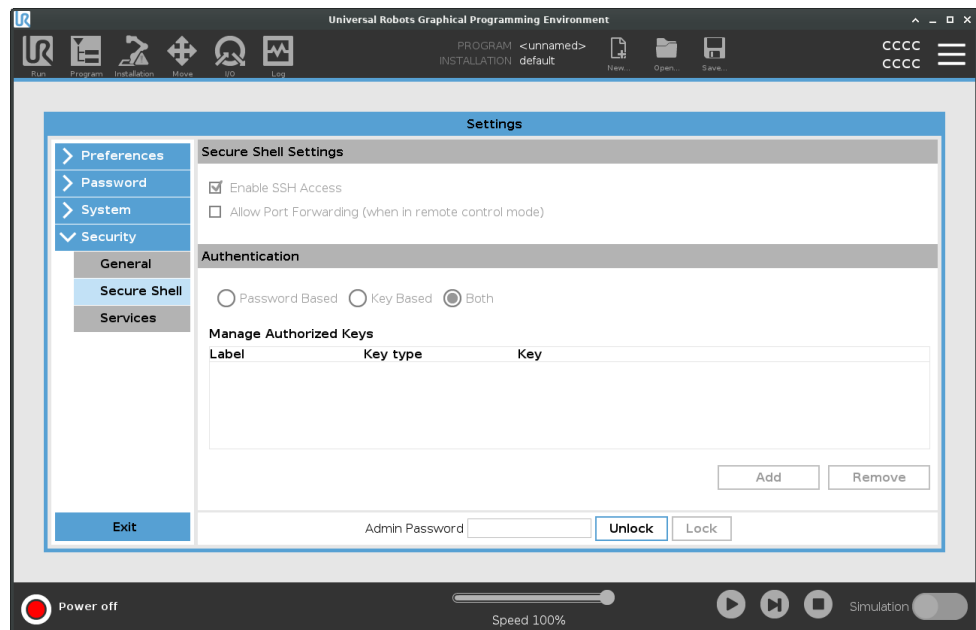 Universal Robots Graphical Programming Environment
UR
PROGRAM <unnamed>
INSTALLATION default
Run Program Installation Move I/O Log New... Open... Save...
CCCC
CCCC
Settings
Preferences
Password
System
Security
General
Secure Shell
Services
Exit
Secure Shell Settings
Enable SSH Access
Allow Port Forwarding (when in remote control mode)
Authentication
Password Based Key Based Both
Manage Authorized Keys
Label Key type Key
Add Remove
Admin Password Unlock Lock
Power off
Speed 100%
Simulation